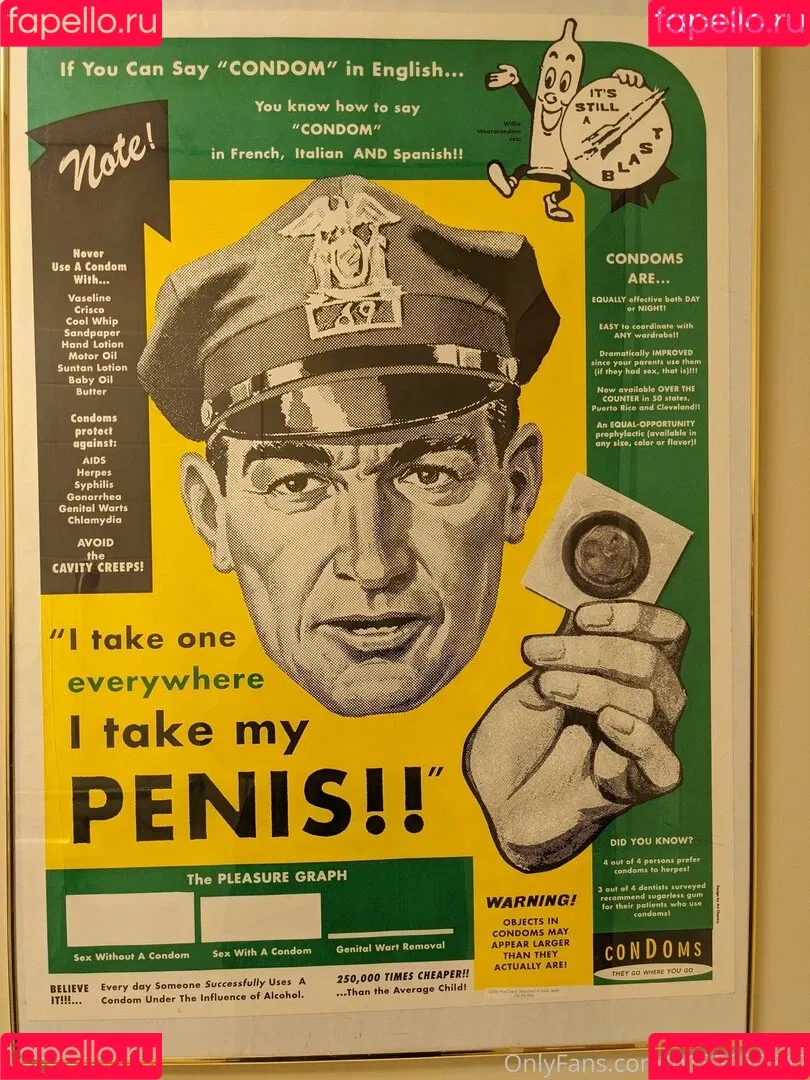 fapello.ru
fapello.ru
If You Can Say “CONDOM” in English...
You know how to say
“CONDOM”
in French, Italian AND Spanish!!
Willie
Wearacondom
sez:
IT'S
STILL
A
BLAST
Note!
Never
Use A Condom
With...
Vaseline
Crisco
Cool Whip
Sandpaper
Hand Lotion
Motor Oil
Suntan Lotion
Baby Oil
Butter
Condoms
protect
against:
AIDS
Herpes
Syphilis
Gonorrhea
Genital Warts
Chlamydia
AVOID
the
CAVITY CREEPS!
69
CONDOMS
ARE...
EQUALLY effective both DAY
or NIGHT!
EASY to coordinate with
ANY wardrobe!!
Dramatically IMPROVED
since your parents use them
(if they had sex, that is)!!!
Now available OVER THE
COUNTER in 50 states,
Puerto Rico and Cleveland!!
An EQUAL-OPPORTUNITY
prophylactic (available in
any size, color or flavor)!
“I take one
everywhere
I take my
PENIS!!”
The PLEASURE GRAPH
Sex Without A Condom
Sex With A Condom
Genital Wart Removal
BELIEVE
IT!!!...
Every day Someone Successfully Uses A
Condom Under The Influence of Alcohol.
250,000 TIMES CHEAPER!!
...Than the Average Child!
WARNING!
OBJECTS IN
CONDOMS MAY
APPEAR LARGER
THAN THEY
ACTUALLY ARE!
DID YOU KNOW?
4 out of 4 persons prefer
condoms to herpes!
3 out of 4 dentists surveyed
recommend sugarless gum
for their patients who use
condoms!
Design by Art Chantry
CONDOMS
THEY GO WHERE YOU GO
fapello.ru
OnlyFans.com
fapello.ru